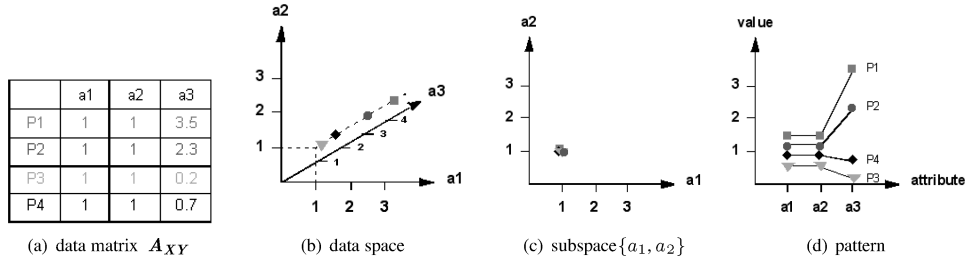 a1 a2 a3
P1 1 1 3.5
P2 1 1 2.3
P3 1 1 0.2
P4 1 1 0.7
(a) data matrix A_XY
a2
3
2
1
a3
4
3
2
1
a1
1 2 3
(b) data space
a2
3
2
1
a1
1 2 3
(c) subspace{a1, a2}
value
3
2
1
P1
P2
P4
P3
attribute
a1 a2 a3
(d) pattern